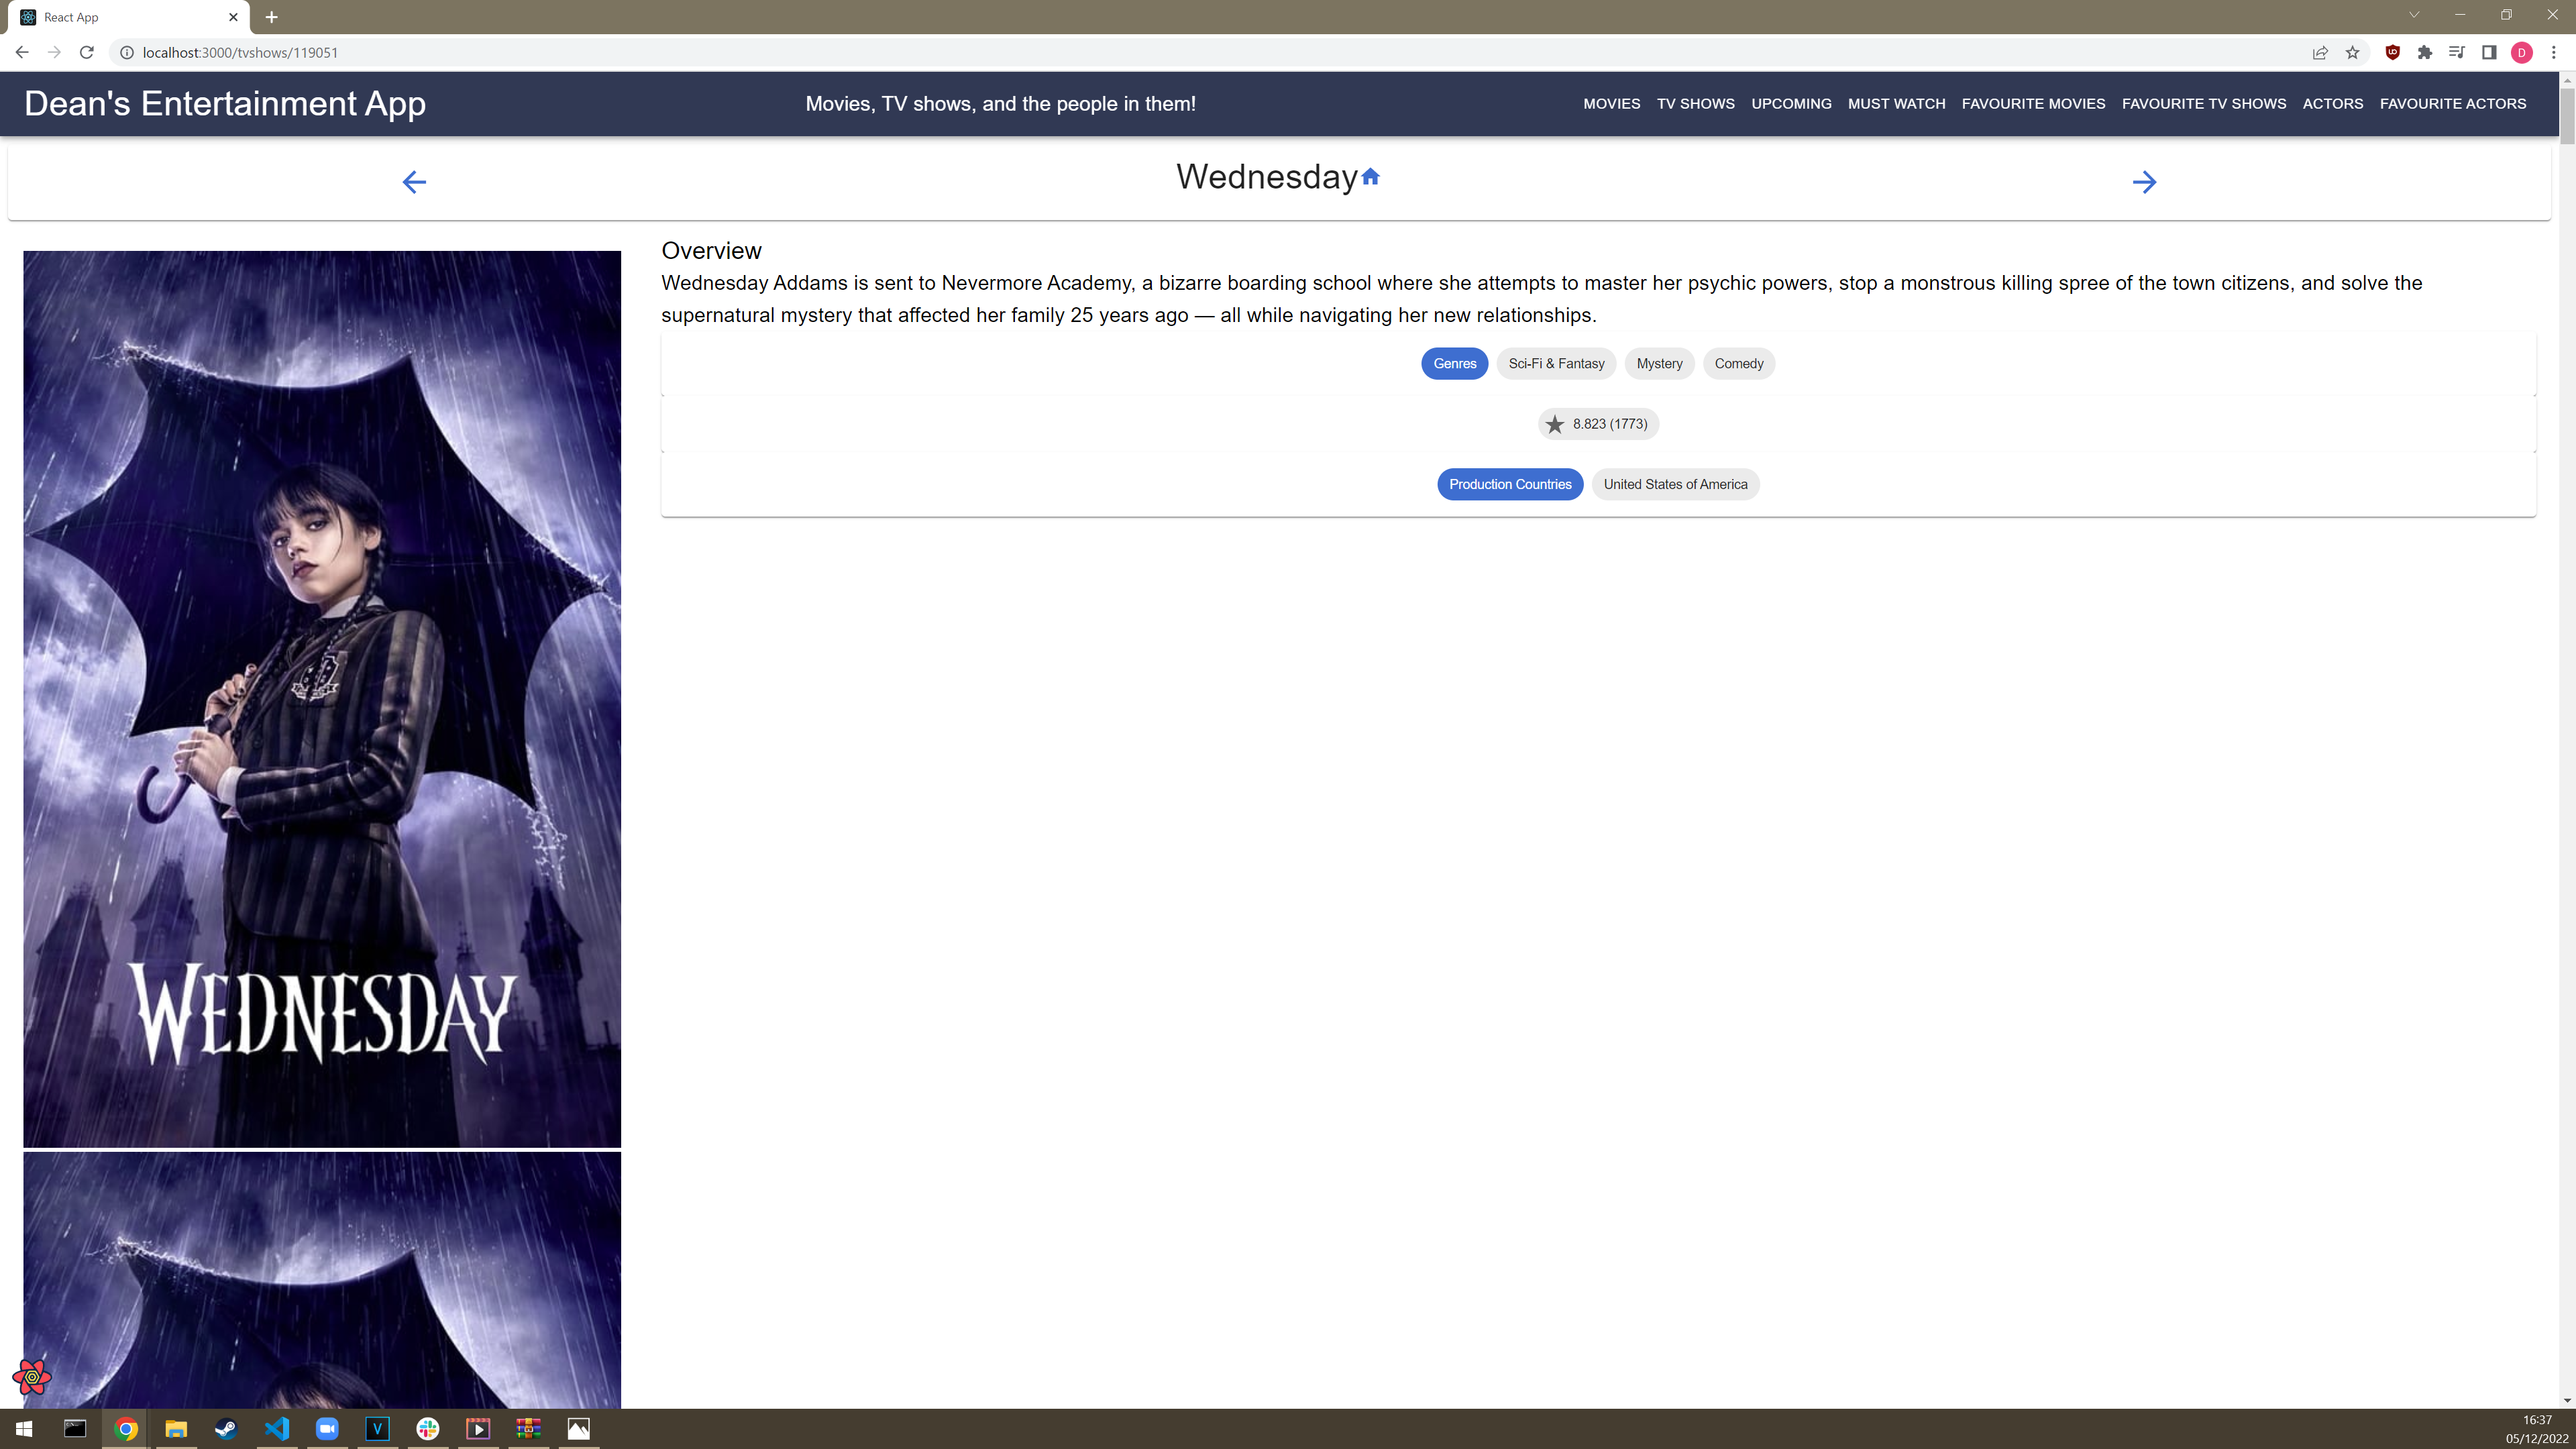 React App
localhost:3000/tvshows/119051
D
Dean's Entertainment App
Movies, TV shows, and the people in them!
MOVIES TV SHOWS UPCOMING MUST WATCH FAVOURITE MOVIES FAVOURITE TV SHOWS ACTORS FAVOURITE ACTORS
Wednesday
Overview
Wednesday Addams is sent to Nevermore Academy, a bizarre boarding school where she attempts to master her psychic powers, stop a monstrous killing spree of the town citizens, and solve the
supernatural mystery that affected her family 25 years ago — all while navigating her new relationships.
Genres Sci-Fi & Fantasy Mystery Comedy
8.823 (1773)
Production Countries United States of America
WEDNESDAY
V
16:37
05/12/2022